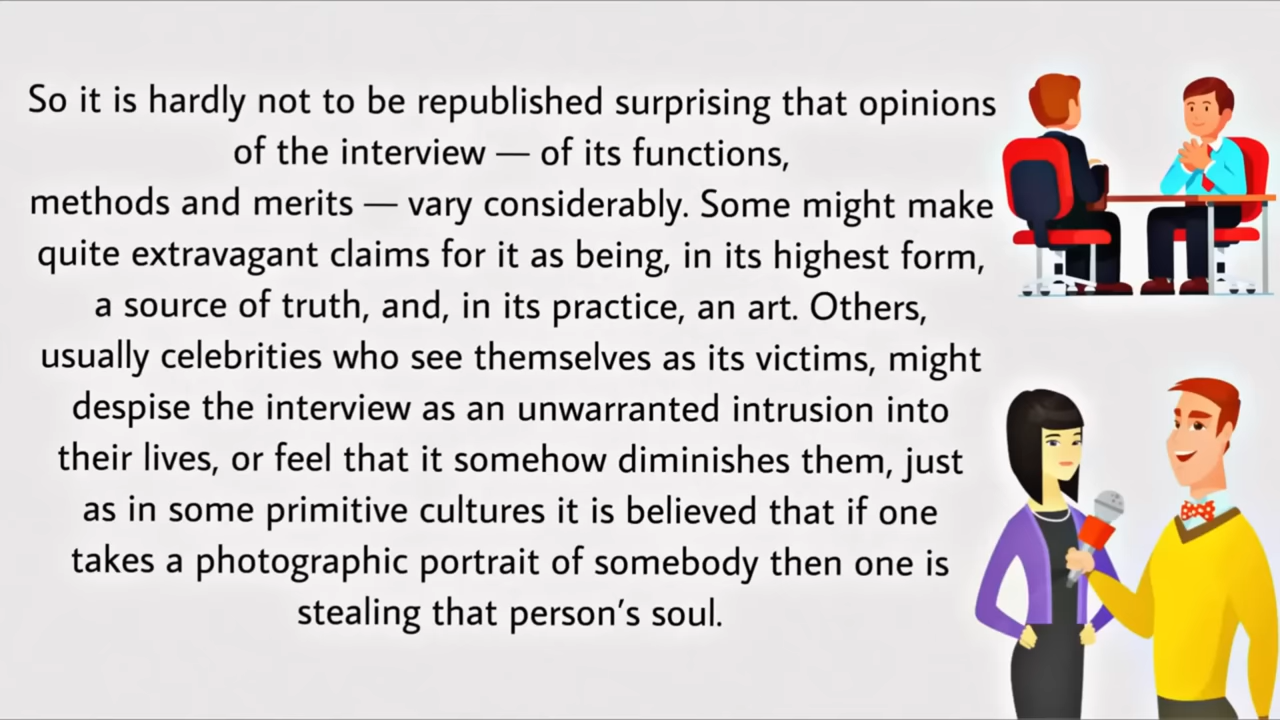 So it is hardly not to be republished surprising that opinions
of the interview — of its functions,
methods and merits — vary considerably. Some might make
quite extravagant claims for it as being, in its highest form,
a source of truth, and, in its practice, an art. Others,
usually celebrities who see themselves as its victims, might
despise the interview as an unwarranted intrusion into
their lives, or feel that it somehow diminishes them, just
as in some primitive cultures it is believed that if one
takes a photographic portrait of somebody then one is
stealing that person’s soul.